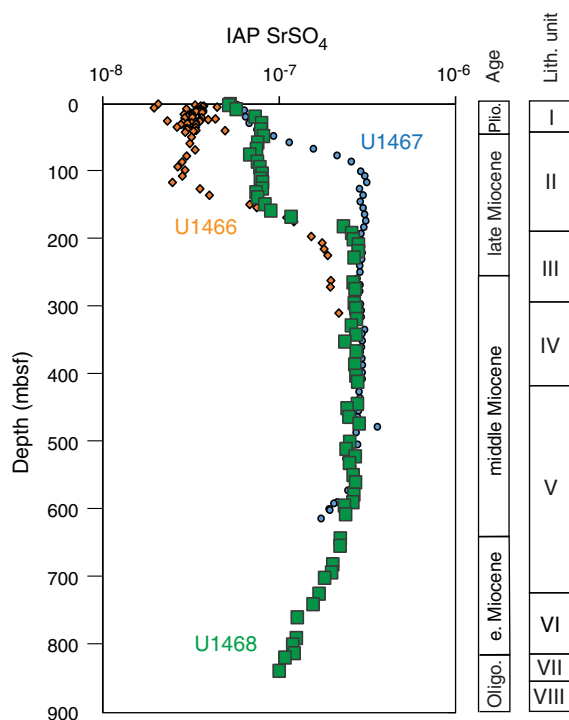 IAP SrSO4
10-8 10-7 10-6
Age
Lith. unit
0
100
200
300
400
500
600
700
800
900
Depth (mbsf)
U1467
U1466
U1468
Plio.
late Miocene
middle Miocene
e. Miocene
Oligo.
I
II
III
IV
V
VI
VII
VIII